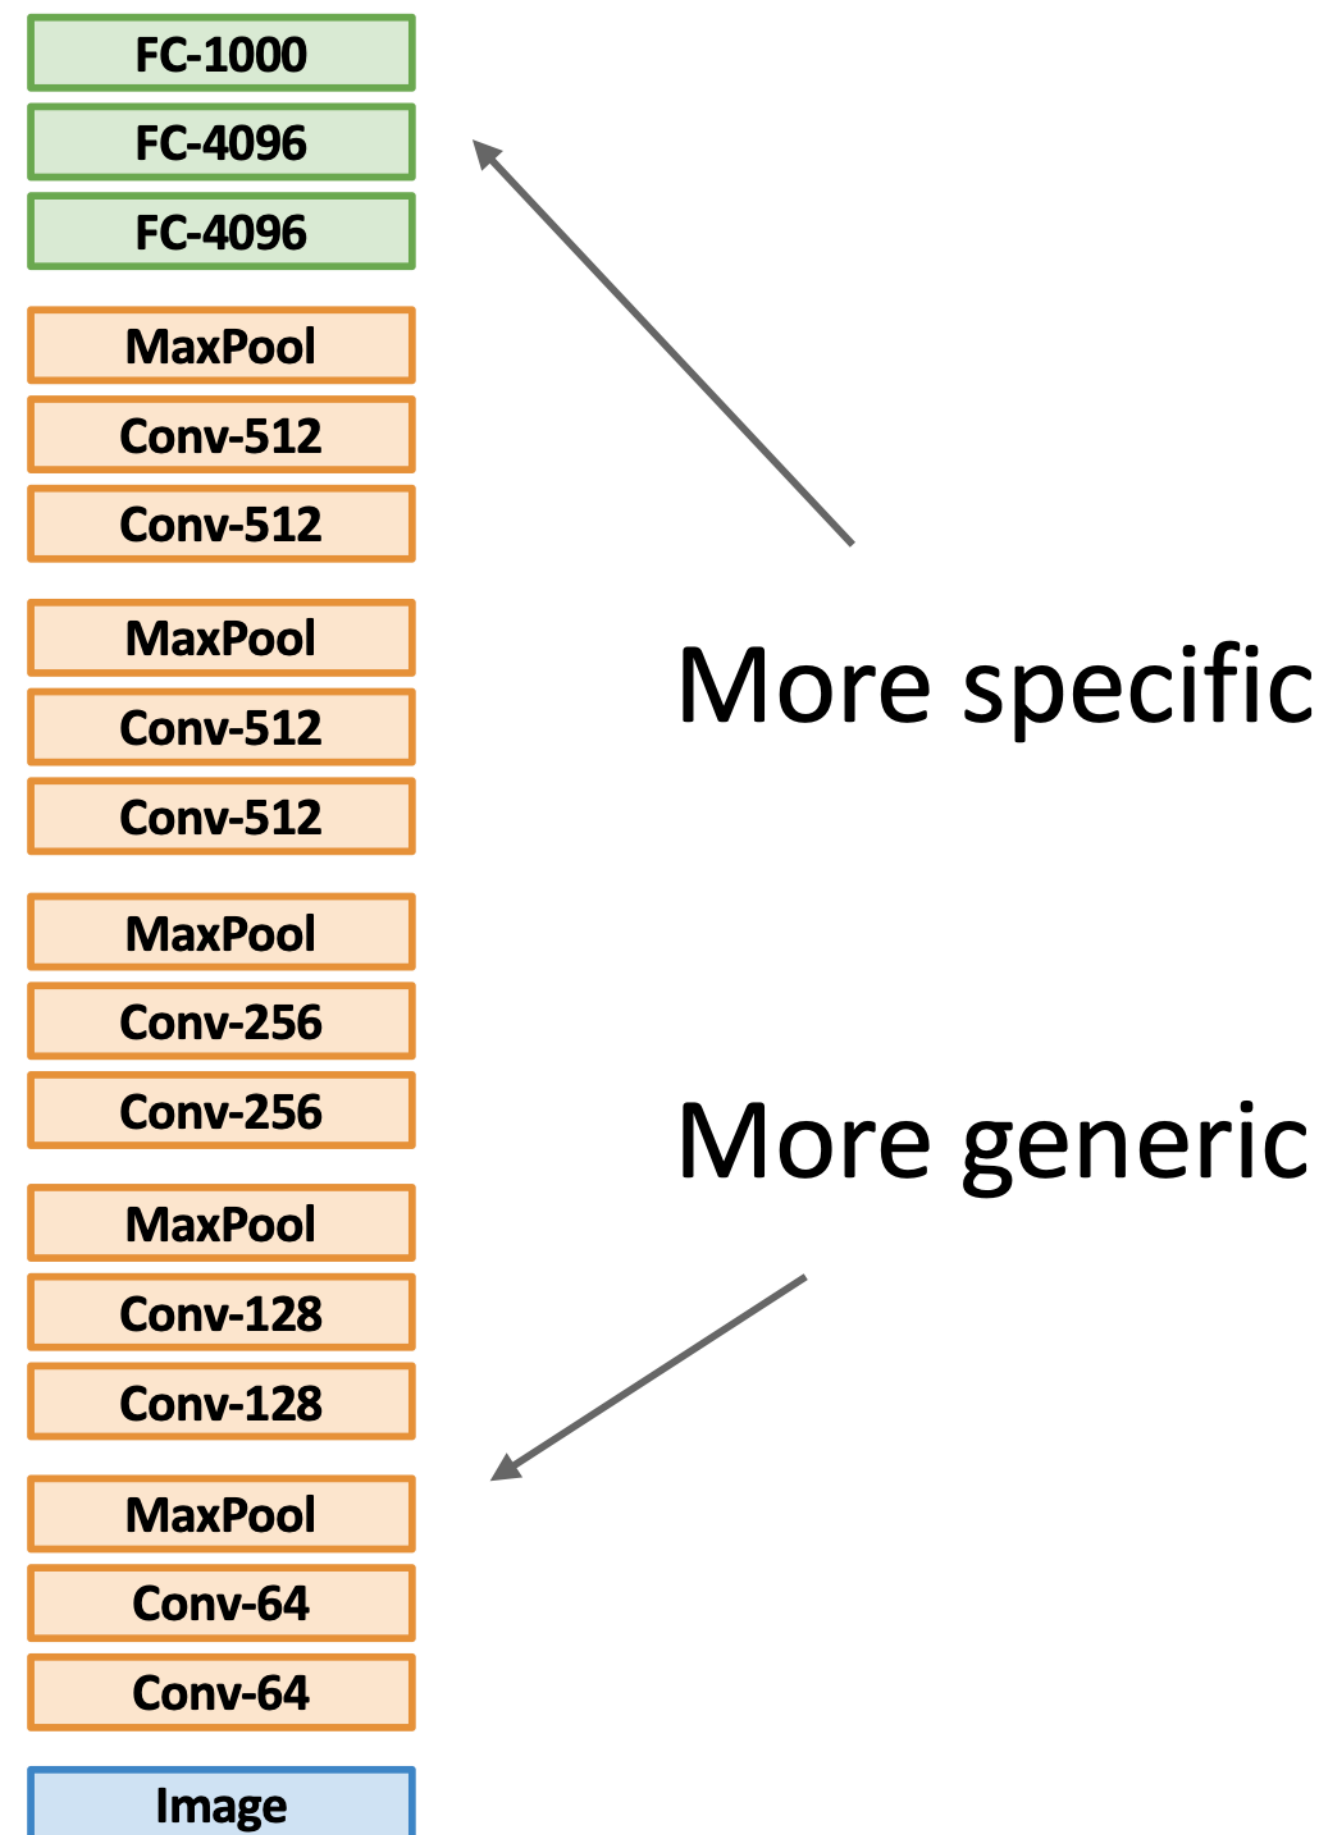 FC-1000
FC-4096
FC-4096
MaxPool
Conv-512
Conv-512
MaxPool
Conv-512
Conv-512
MaxPool
Conv-256
Conv-256
MaxPool
Conv-128
Conv-128
MaxPool
Conv-64
Conv-64
Image
More specific
More generic